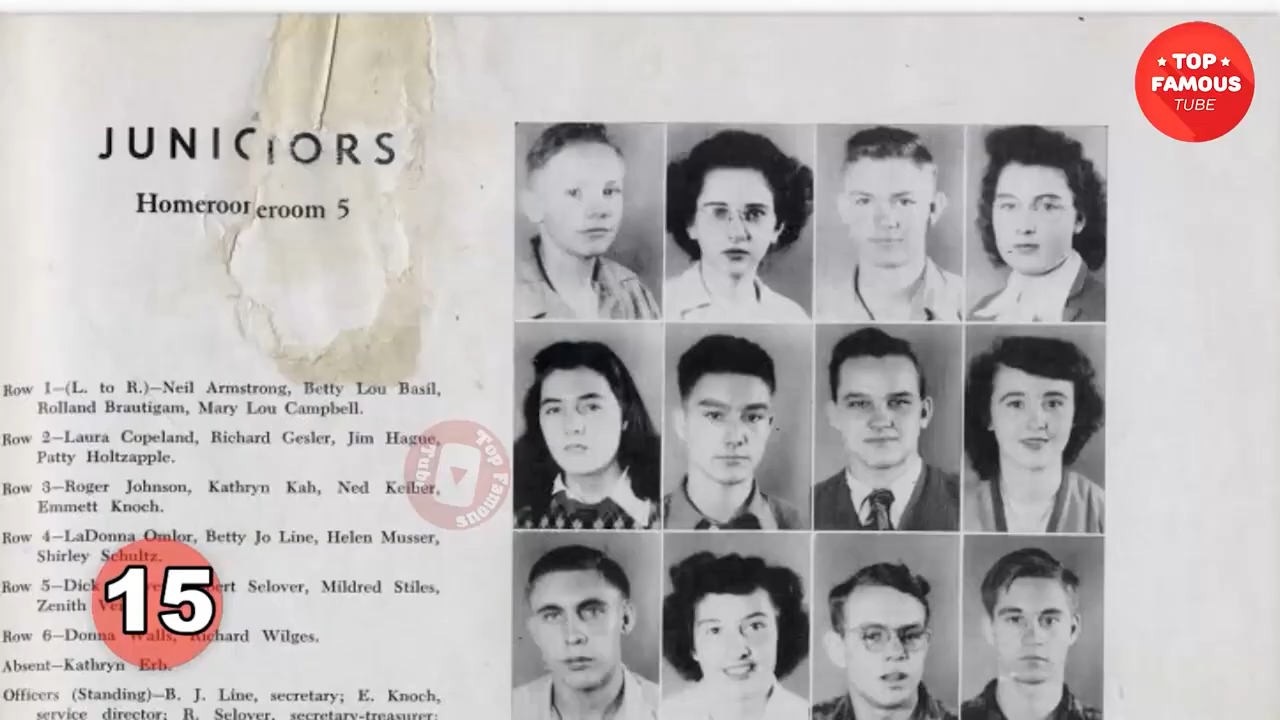 TOP
FAMOUS
TUBE
JUNICIORS
Homeroor eroom 5
Row 1—(L. to R.)—Neil Armstrong, Betty Lou Basil,
Rolland Brautigam, Mary Lou Campbell.
Row 2—Laura Copeland, Richard Gesler, Jim Hague,
Patty Holtzapple.
Row 3—Roger Johnson, Kathryn Kah, Ned Keiber,
Emmett Knoch.
Row 4—LaDonna Omlor, Betty Jo Line, Helen Musser,
Shirley Schultz.
Row 5—Dick Selover, Mildred Stiles,
Zenith
Row 6—Donna Walls, Richard Wilges.
Absent—Kathryn Erb.
Officers (Standing)—B. J. Line, secretary; E. Knoch,
service director; R. Selover, secretary-treasurer;
Top Famous Tube
15